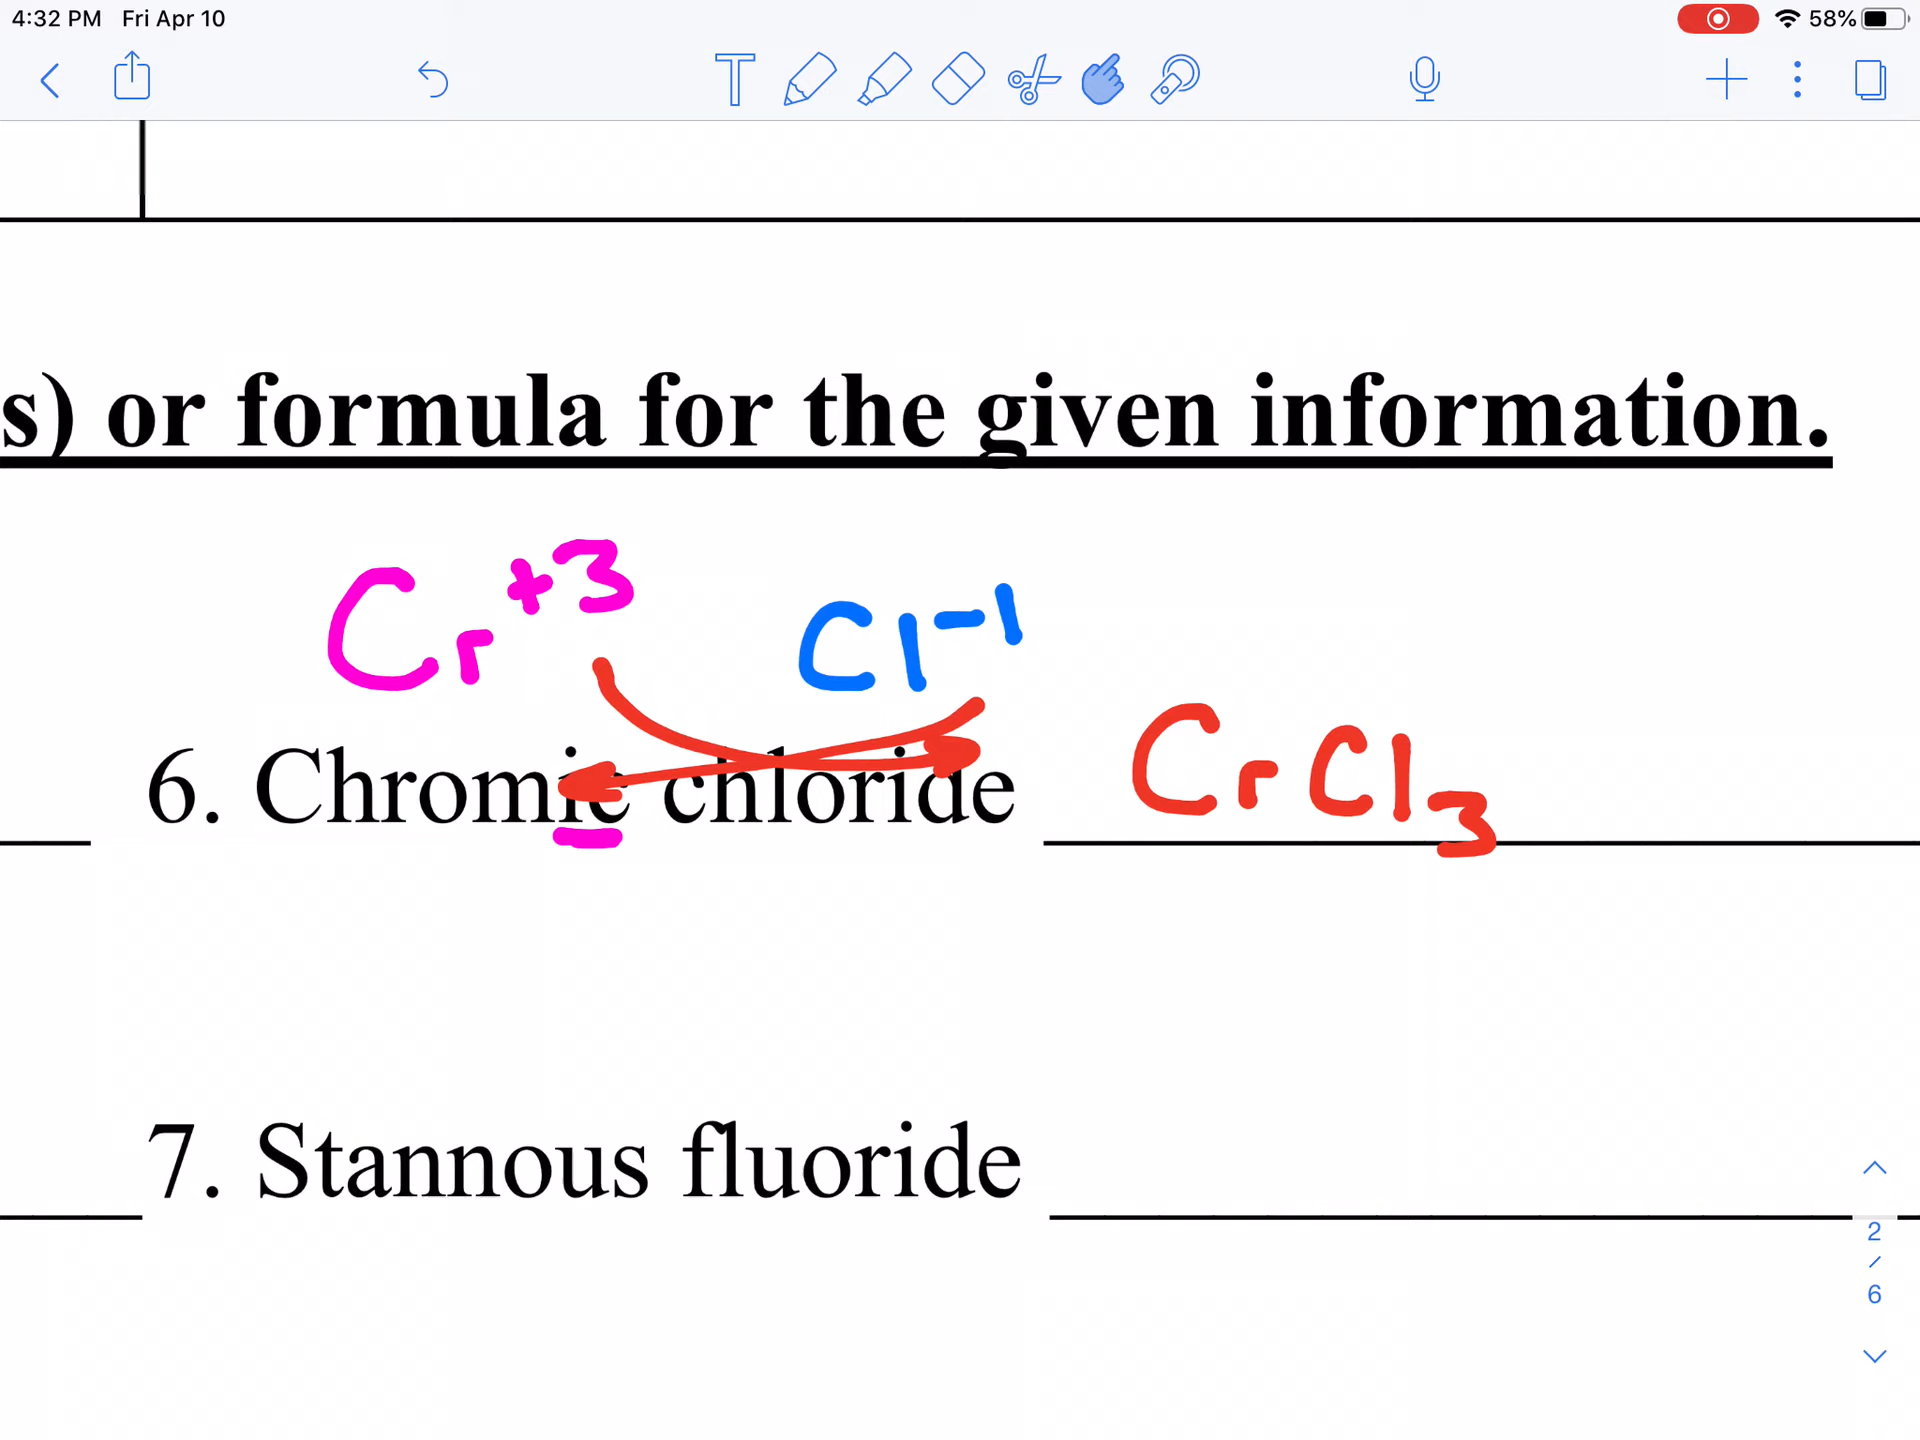 4:32 PM Fri Apr 10 58%
T
s) or formula for the given information.
Cr⁺³ Cl⁻¹
6. Chromic chloride CrCl₃
7. Stannous fluoride
2
/
6